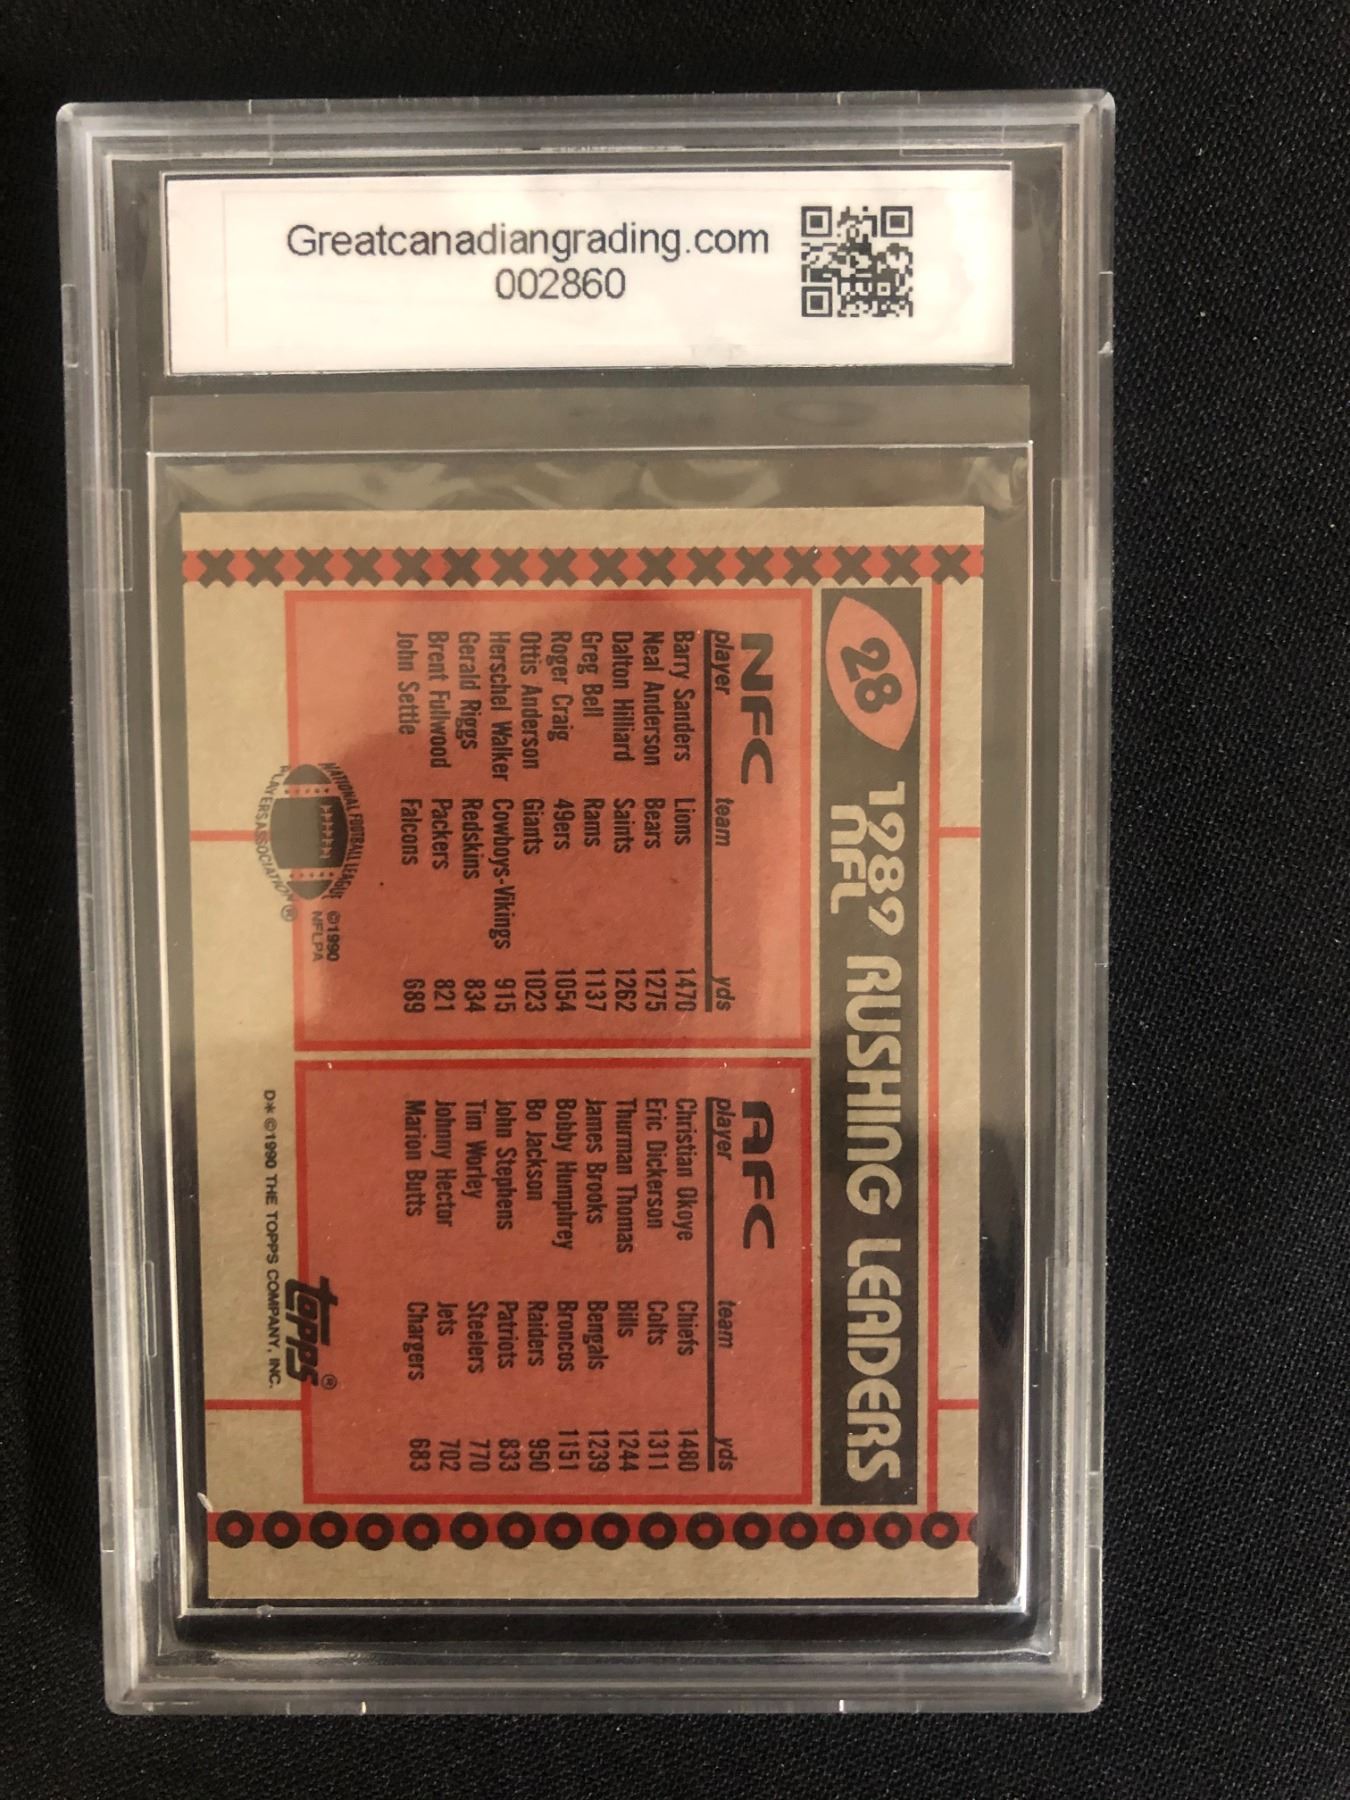 Greatcanadiangrading.com
002860
28
1989 RUSHING LEADERS
NFL
NFC
player team yds
Barry Sanders Lions 1470
Neal Anderson Bears 1275
Dalton Hilliard Saints 1262
Greg Bell Rams 1137
Roger Craig 49ers 1054
Ottis Anderson Giants 1023
Herschel Walker Cowboys-Vikings 915
Gerald Riggs Redskins 834
Brent Fullwood Packers 821
John Settle Falcons 689
AFC
player team yds
Christian Okoye Chiefs 1480
Eric Dickerson Colts 1311
Thurman Thomas Bills 1244
James Brooks Bengals 1239
Bobby Humphrey Broncos 1151
Bo Jackson Raiders 950
John Stephens Patriots 833
Tim Worley Steelers 770
Johnny Hector Jets 702
Marion Butts Chargers 683
NATIONAL FOOTBALL LEAGUE
PLAYERS ASSOCIATION ®
©1990
NFLPA
topps®
D* ©1990 THE TOPPS COMPANY, INC.